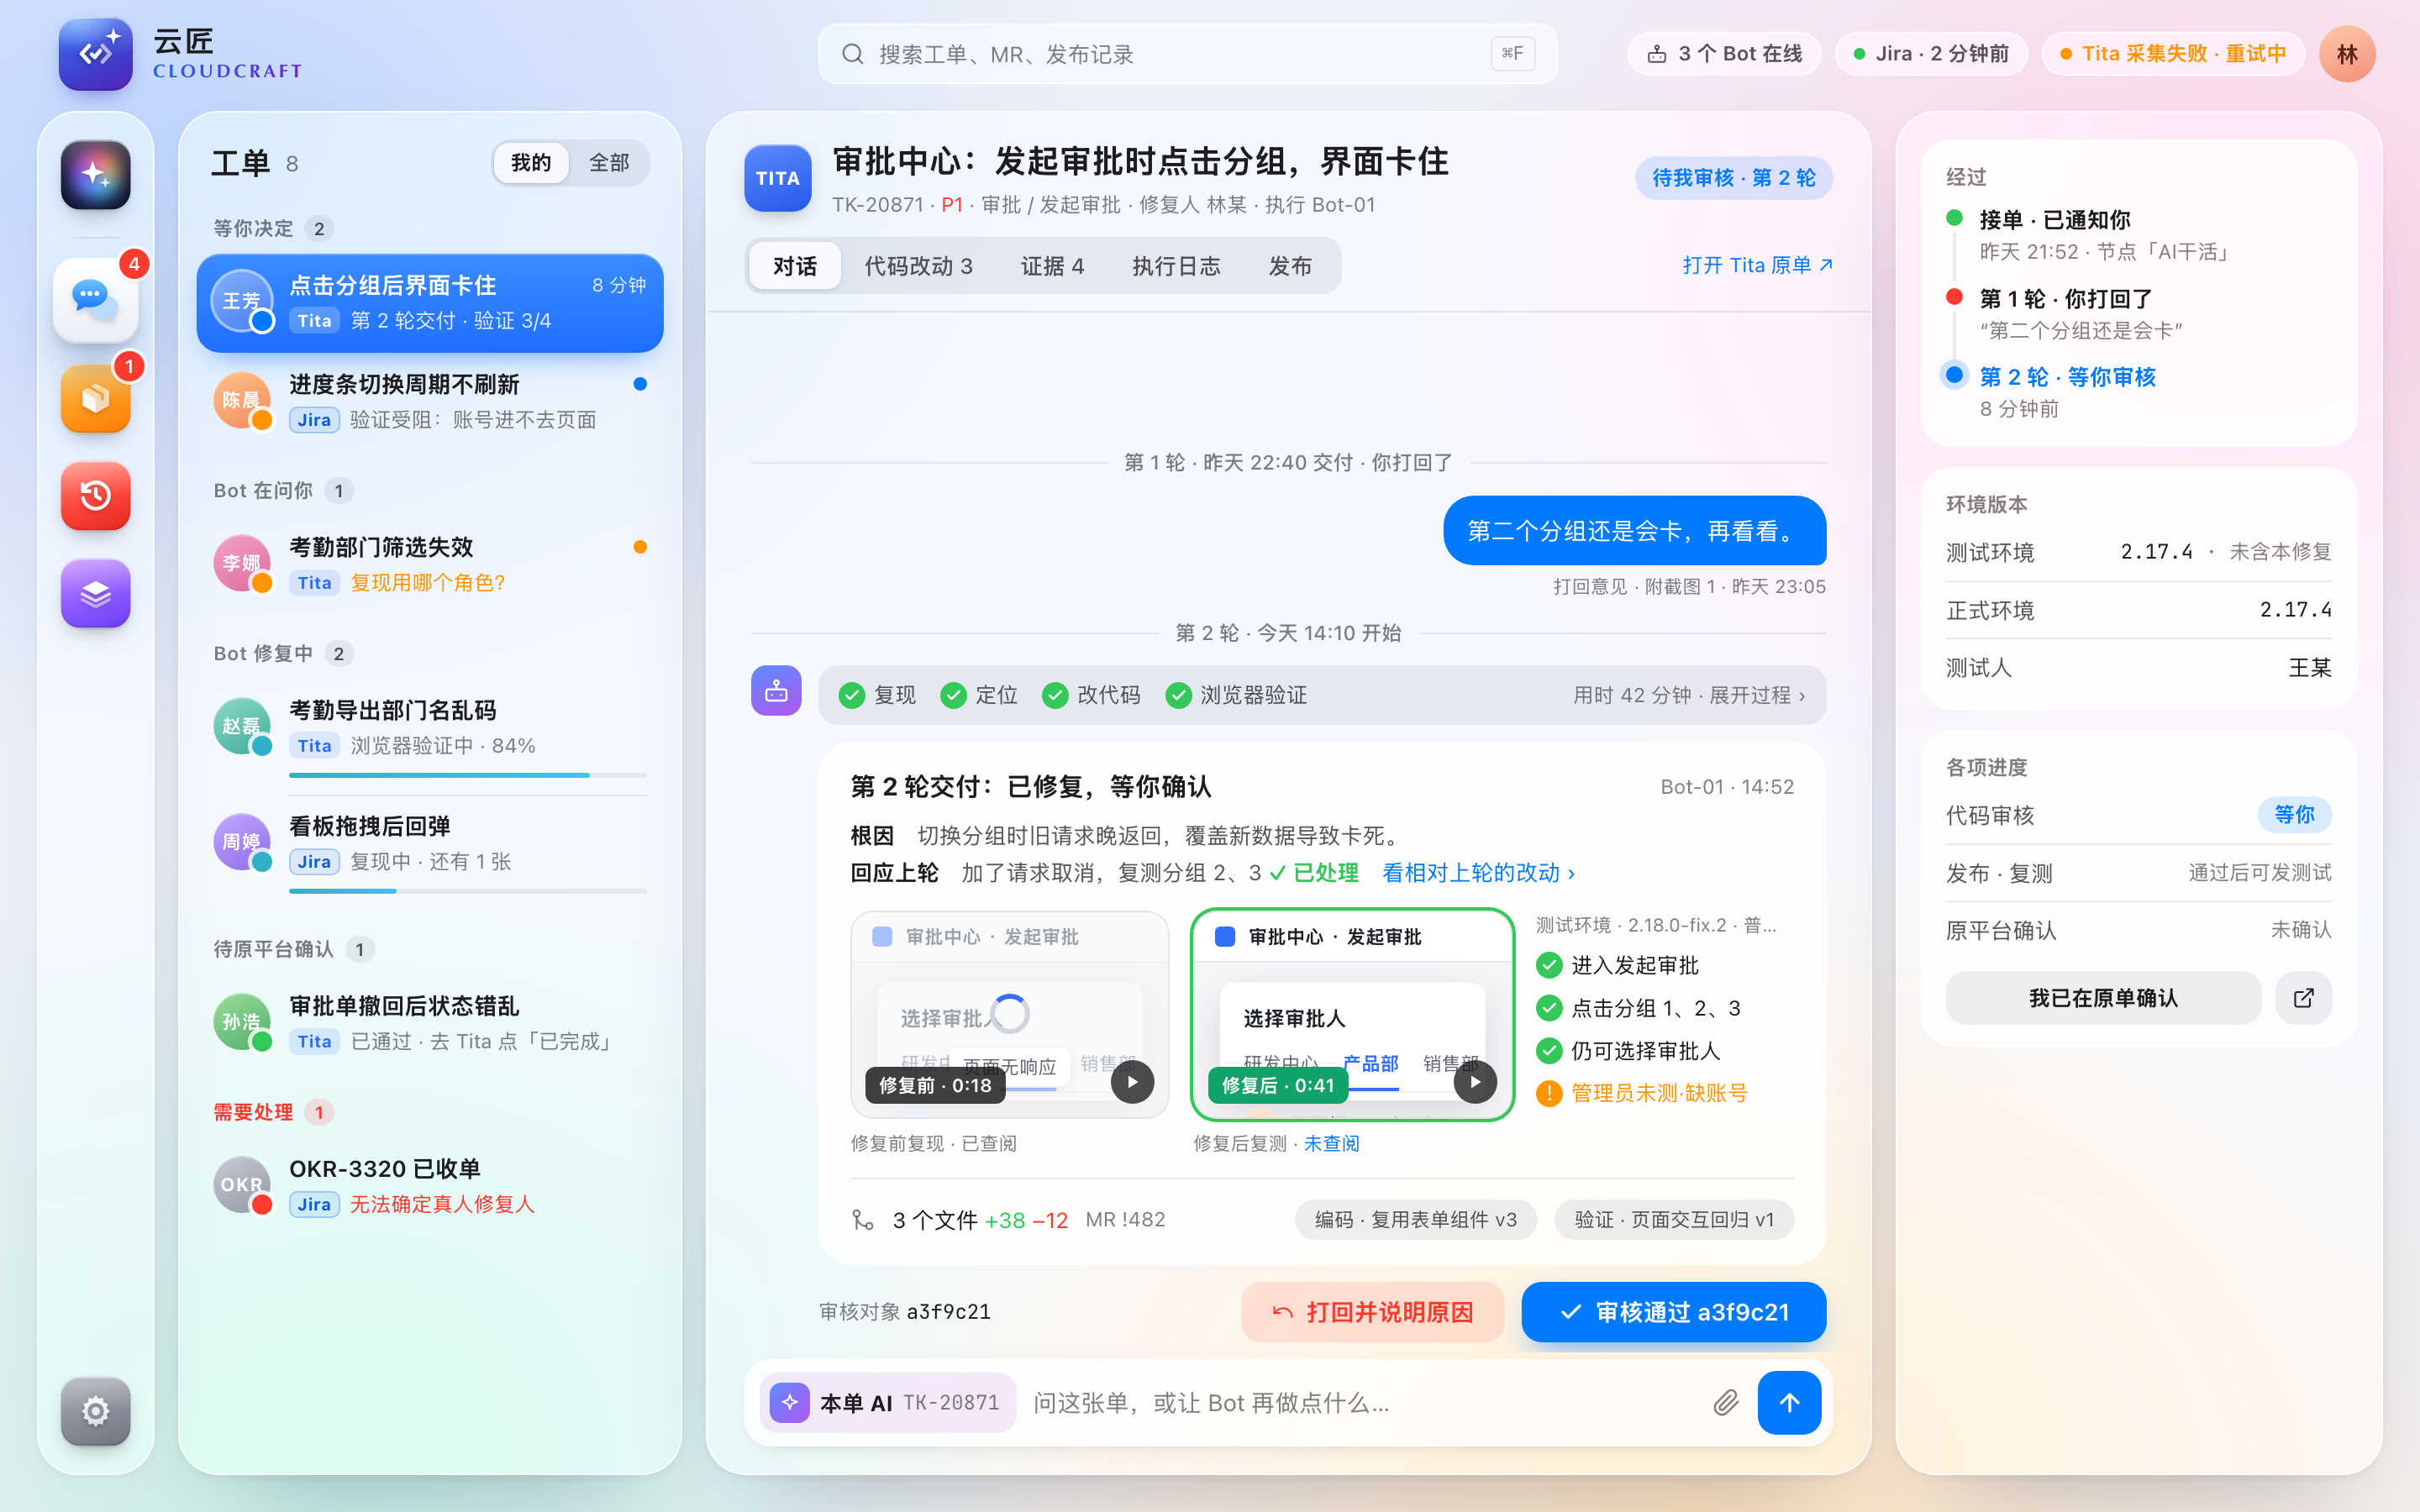 云匠
CLOUDCRAFT
搜索工单、MR、发布记录
⌘F
3 个 Bot 在线
Jira · 2 分钟前
Tita 采集失败 · 重试中
林
4
1
工单 8
我的
全部
等你决定 2
王芳
点击分组后界面卡住
8 分钟
Tita 第 2 轮交付 · 验证 3/4
陈晨
进度条切换周期不刷新
Jira 验证受阻：账号进不去页面
Bot 在问你 1
李娜
考勤部门筛选失效
Tita 复现用哪个角色?
Bot 修复中 2
赵磊
考勤导出部门名乱码
Tita 浏览器验证中 · 84%
周婷
看板拖拽后回弹
Jira 复现中 · 还有 1 张
待原平台确认 1
孙浩
审批单撤回后状态错乱
Tita 已通过 · 去 Tita 点「已完成」
需要处理 1
OKR
OKR-3320 已收单
Jira 无法确定真人修复人
TITA
审批中心：发起审批时点击分组，界面卡住
TK-20871 · P1 · 审批 / 发起审批 · 修复人 林某 · 执行 Bot-01
待我审核 · 第 2 轮
对话
代码改动 3
证据 4
执行日志
发布
打开 Tita 原单 ↗
第 1 轮 · 昨天 22:40 交付 · 你打回了
第二个分组还是会卡，再看看。
打回意见 · 附截图 1 · 昨天 23:05
第 2 轮 · 今天 14:10 开始
复现
定位
改代码
浏览器验证
用时 42 分钟 · 展开过程 ›
第 2 轮交付：已修复，等你确认
Bot-01 · 14:52
根因 切换分组时旧请求晚返回，覆盖新数据导致卡死。
回应上轮 加了请求取消，复测分组 2、3 ✓ 已处理 看相对上轮的改动 ›
审批中心 · 发起审批
选择审批人
研发中
页面无响应
销售部
修复前 · 0:18
修复前复现 · 已查阅
审批中心 · 发起审批
选择审批人
研发中心
产品部
销售部
修复后 · 0:41
修复后复测 · 未查阅
测试环境 · 2.18.0-fix.2 · 普...
进入发起审批
点击分组 1、2、3
仍可选择审批人
管理员未测·缺账号
3 个文件 +38 −12 MR !482
编码 · 复用表单组件 v3
验证 · 页面交互回归 v1
审核对象 a3f9c21
打回并说明原因
审核通过 a3f9c21
本单 AI TK-20871
问这张单，或让 Bot 再做点什么...
经过
接单 · 已通知你
昨天 21:52 · 节点「AI干活」
第 1 轮 · 你打回了
“第二个分组还是会卡”
第 2 轮 · 等你审核
8 分钟前
环境版本
测试环境 2.17.4 · 未含本修复
正式环境 2.17.4
测试人 王某
各项进度
代码审核 等你
发布 · 复测 通过后可发测试
原平台确认 未确认
我已在原单确认